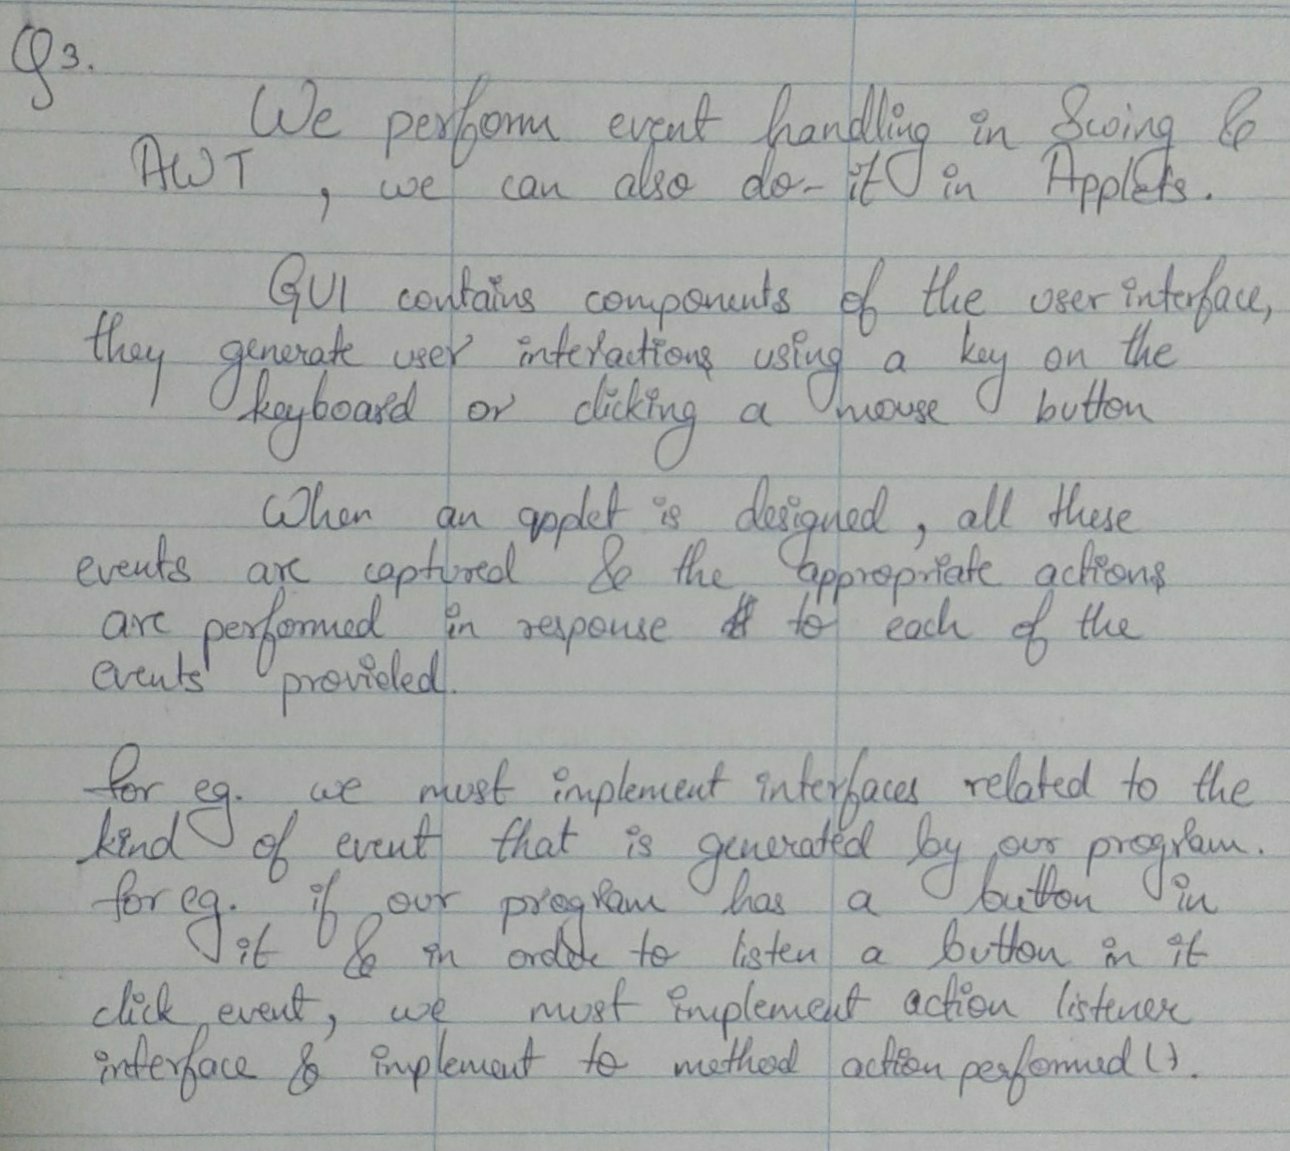 Q3.
We perform event handling in Swing &
AWT , we can also do it in Applets.
GUI contains components of the user interface,
they generate user interactions using a key on the
keyboard or clicking a mouse button
When an applet is designed , all these
events are captured & the appropriate actions
are performed in response to each of the
events provided.
for eg. we must implement interfaces related to the
kind of event that is generated by our program.
for eg. if our program has a button in
it & in order to listen a button in it
click event, we must implement action listener
interface & implement to method action performed ().